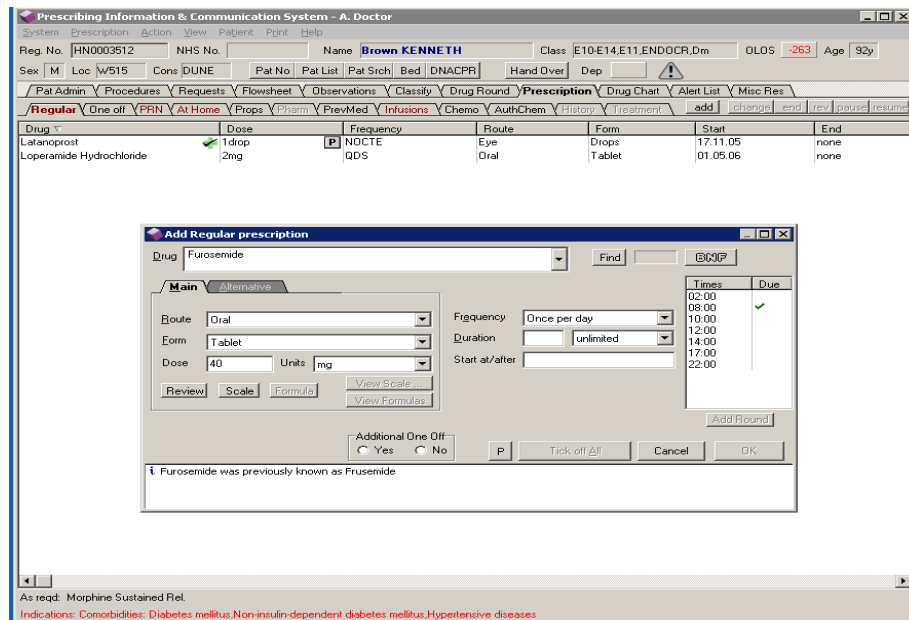 Prescribing Information & Communication System - A. Doctor
System Prescription Action View Patient Print Help
Reg. No. HN0003512 NHS No. Name Brown KENNETH Class E10-E14,E11,ENDOCR,Dm OLOS -263 Age 92y
Sex M Loc W515 Cons DUNE Pat No Pat List Pat Srch Bed DNACPR Hand Over Dep
Pat Admin Procedures Requests Flowsheet Observations Classify Drug Round Prescription Drug Chart Alert List Misc Res
Regular One off PRN At Home Props Pharm PrevMed Infusions Chemo AuthChem History Treatment add change end rev pause resume
Drug Dose Frequency Route Form Start End
Latanoprost 1drop P NOCTE Eye Drops 17.11.05 none
Loperamide Hydrochloride 2mg QDS Oral Tablet 01.05.06 none
Add Regular prescription
Drug Furosemide Find BNF
Main Alternative
Times Due
02:00
08:00
10:00
12:00
14:00
17:00
22:00
Route Oral Frequency Once per day
Form Tablet Duration unlimited
Dose 40 Units mg Start at/after
Review Scale Formula View Scale ...
View Formulas
Add Round
Additional One Off
Yes No P Tick off All Cancel OK
i Furosemide was previously known as Frusemide
As reqd: Morphine Sustained Rel.
Indications: Comorbidities: Diabetes mellitus,Non-insulin-dependent diabetes mellitus,Hypertensive diseases